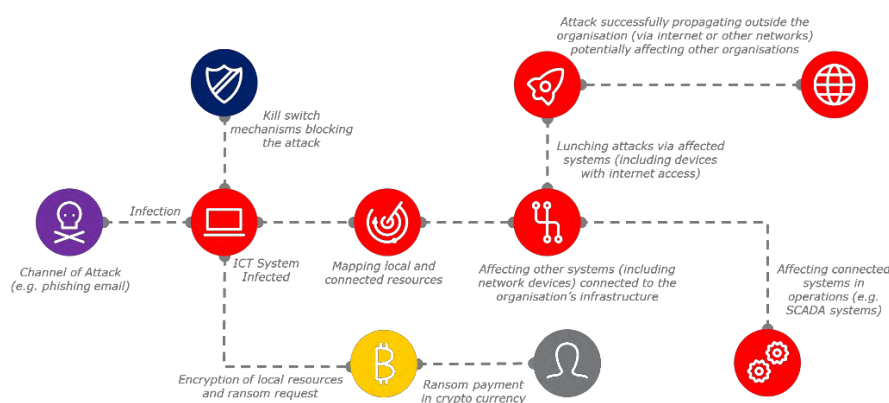 Attack successfully propagating outside the
organisation (via internet or other networks)
potentially affecting other organisations
Kill switch
mechanisms blocking
the attack
Lunching attacks via affected
systems (including devices
with internet access)
Infection
Channel of Attack
(e.g. phishing email)
ICT System
Infected
Mapping local and
connected resources
Affecting other systems (including
network devices) connected to the
organisation's infrastructure
Affecting connected
systems in
operations (e.g.
SCADA systems)
Encryption of local resources
and ransom request
Ransom payment
in crypto currency